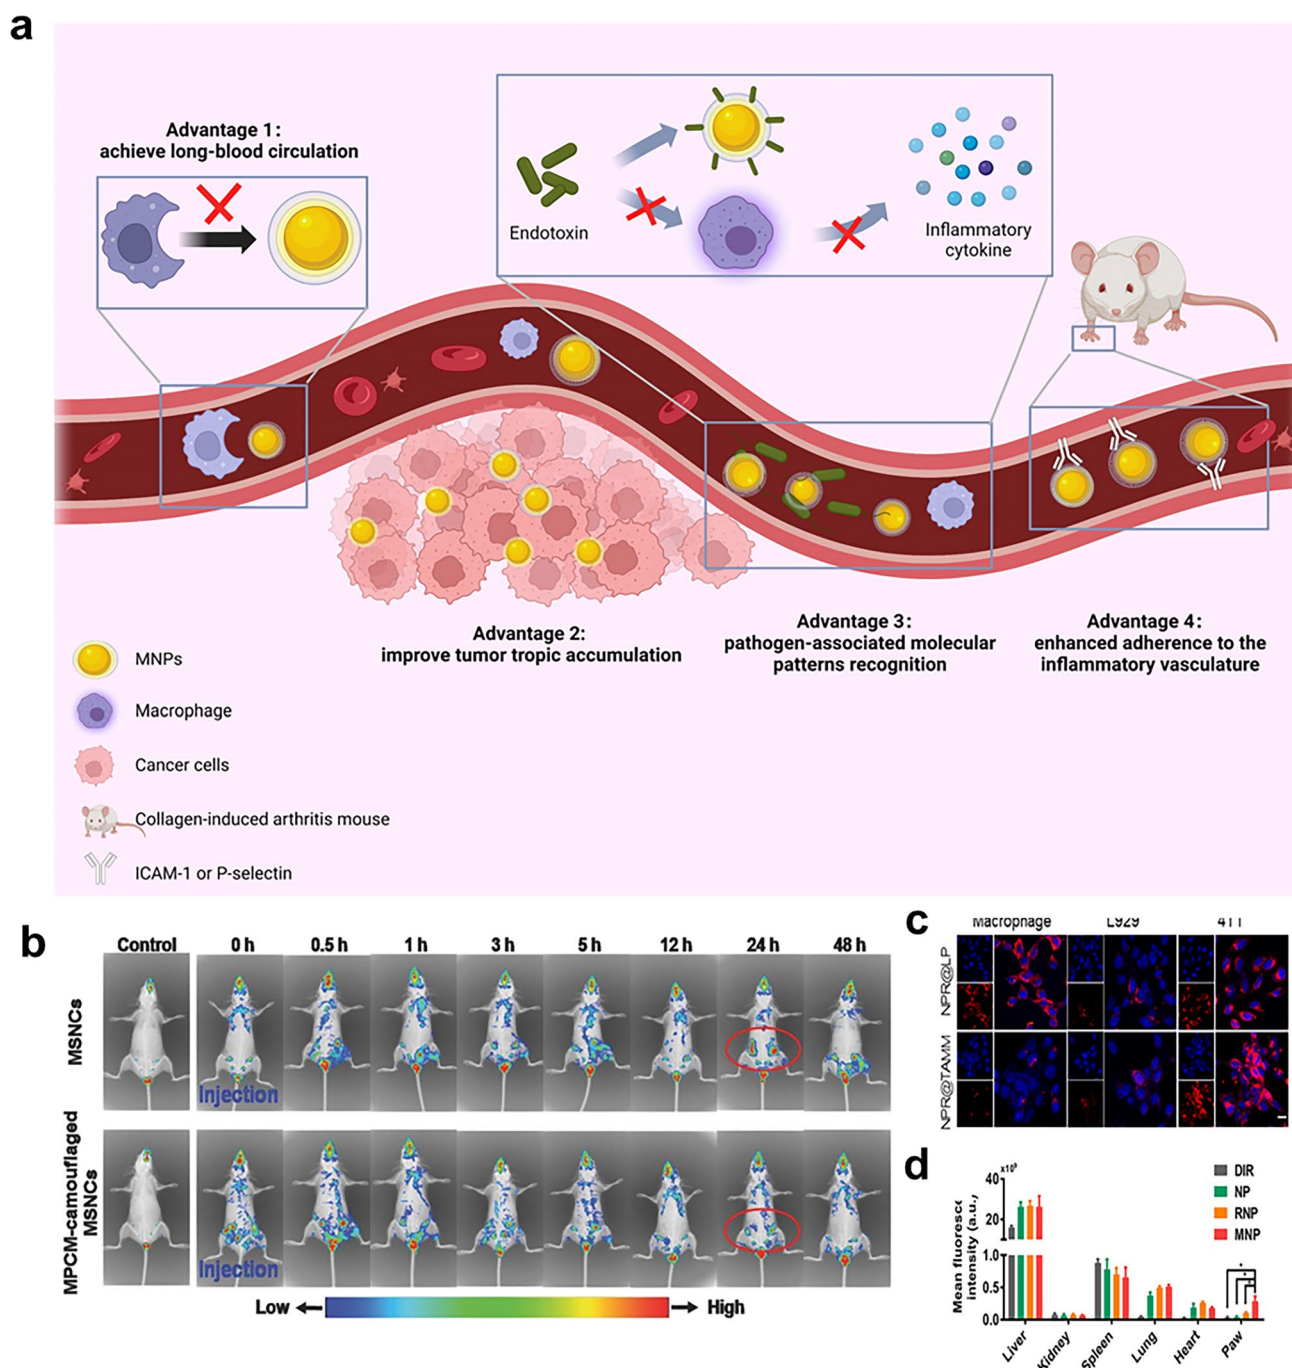 a
Advantage 1:
achieve long-blood circulation
Endotoxin
Inflammatory
cytokine
Advantage 2:
improve tumor tropic accumulation
Advantage 3:
pathogen-associated molecular
patterns recognition
Advantage 4:
enhanced adherence to the
inflammatory vasculature
MNPs
Macrophage
Cancer cells
Collagen-induced arthritis mouse
ICAM-1 or P-selectin
b
Control 0 h 0.5 h 1 h 3 h 5 h 12 h 24 h 48 h
MSNCs
Injection
MPCM-camouflaged
MSNCs
Injection
Low High
c
Macrophage L929 4T1
NPR@LP
NPR@TAMM
d
Mean fluoresce
intensity (a.u.)
40
20
1.0
0.5
0.0
DIR
NP
RNP
MNP
* 
Liver Kidney Spleen Lung Heart Paw